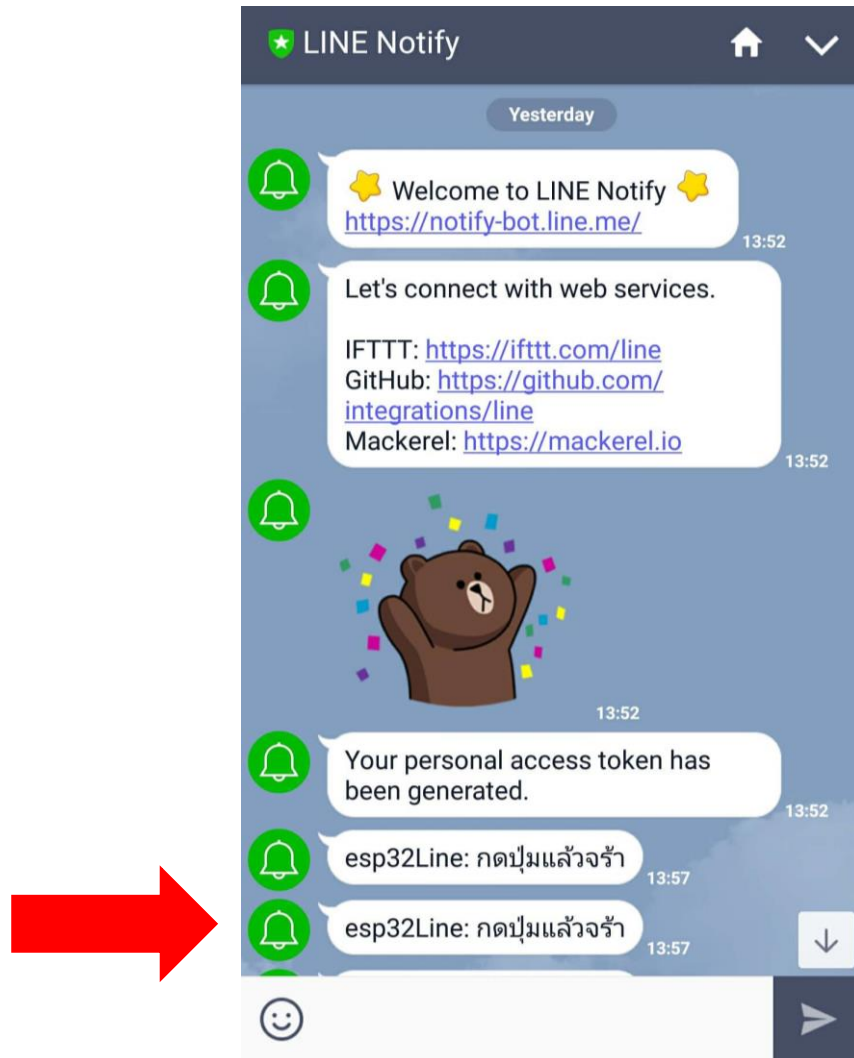 LINE Notify
Yesterday
Welcome to LINE Notify
https://notify-bot.line.me/
13:52
Let's connect with web services.
IFTTT: https://ifttt.com/line
GitHub: https://github.com/
integrations/line
Mackerel: https://mackerel.io
13:52
13:52
Your personal access token has
been generated.
13:52
esp32Line: กดปุ่มแล้วจร้า
13:57
esp32Line: กดปุ่มแล้วจร้า
13:57